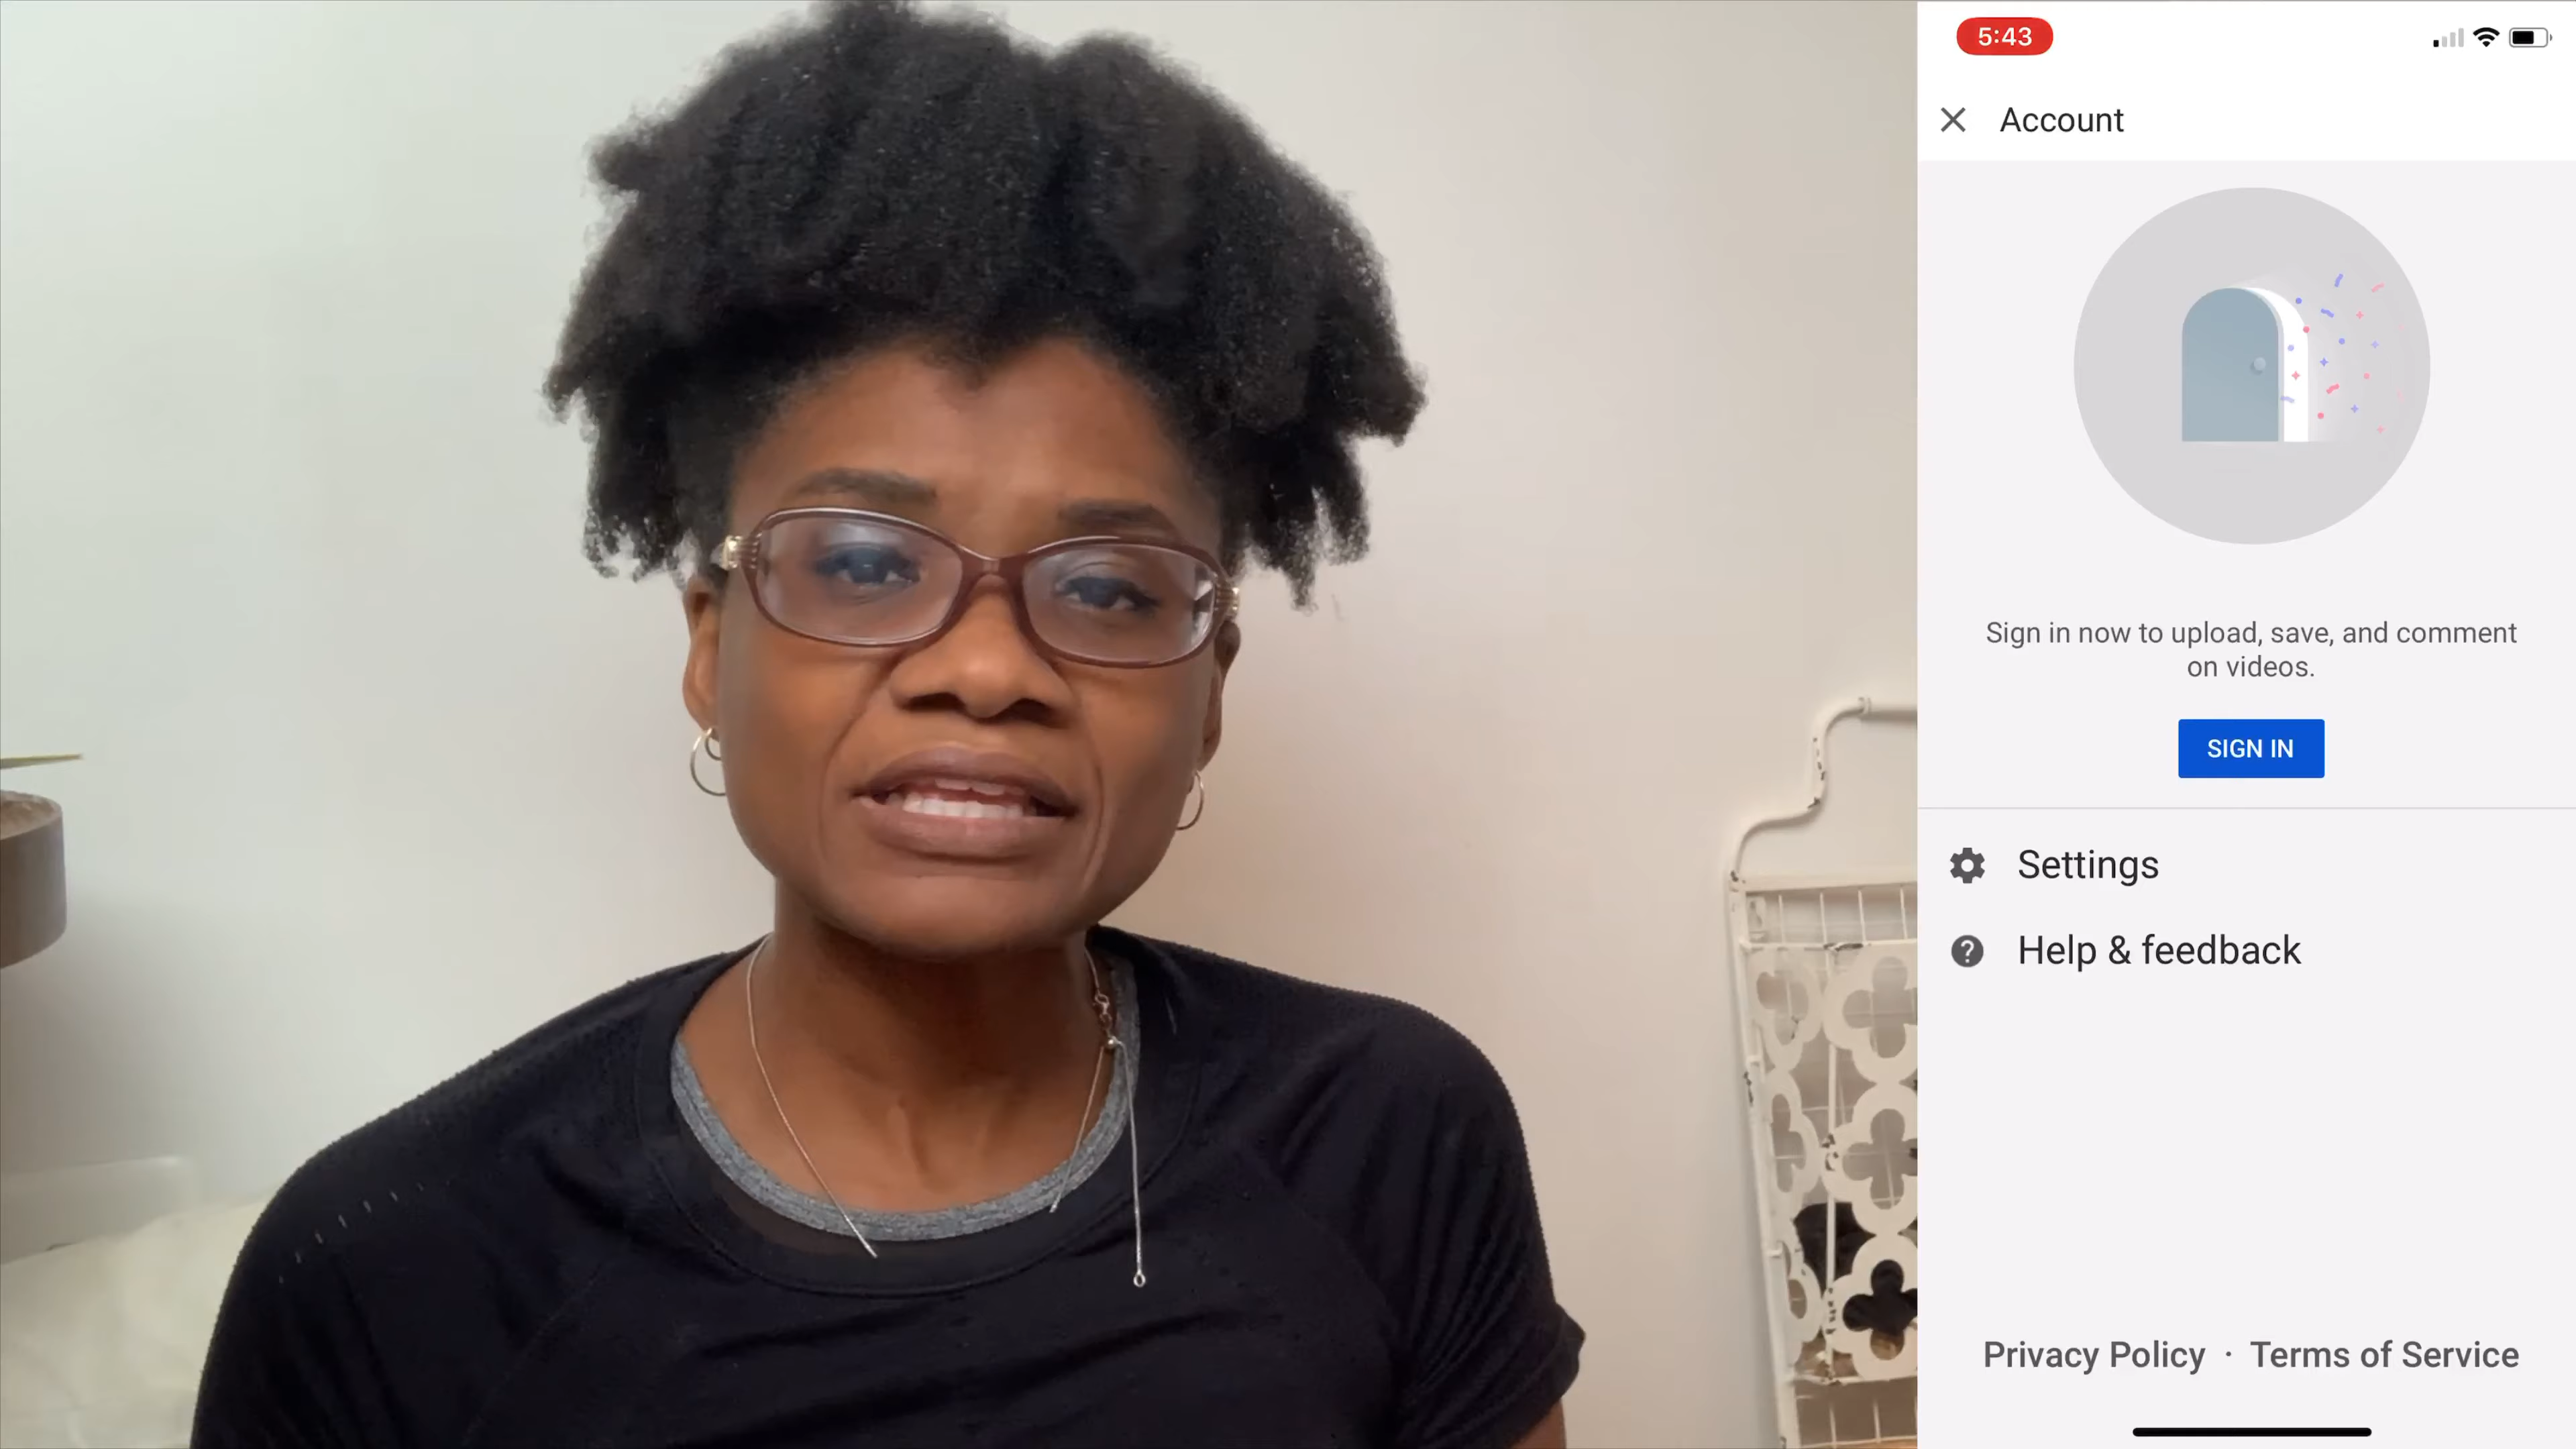 5:43
Account
Sign in now to upload, save, and comment
on videos.
SIGN IN
Settings
Help & feedback
Privacy Policy · Terms of Service